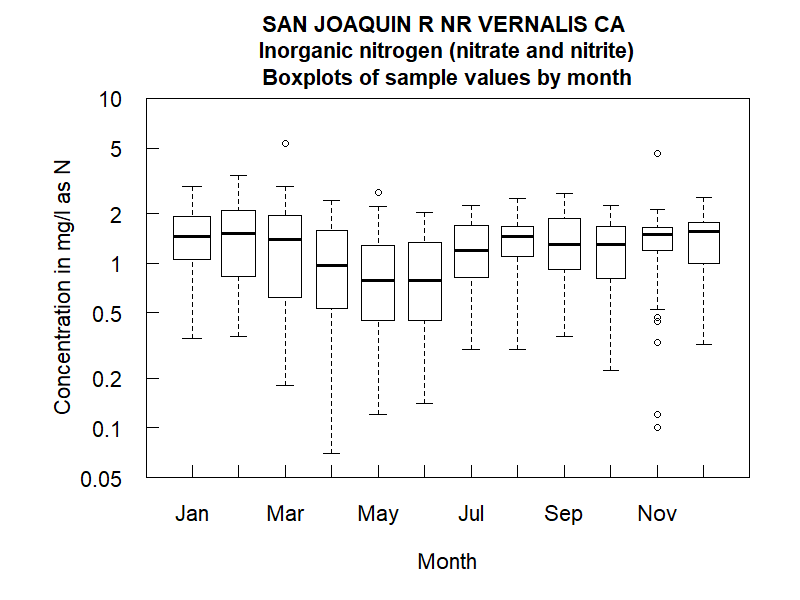 SAN JOAQUIN R NR VERNALIS CA
Inorganic nitrogen (nitrate and nitrite)
Boxplots of sample values by month
Concentration in mg/l as N
10
5
2
1
0.5
0.2
0.1
0.05
Jan Mar May Jul Sep Nov
Month